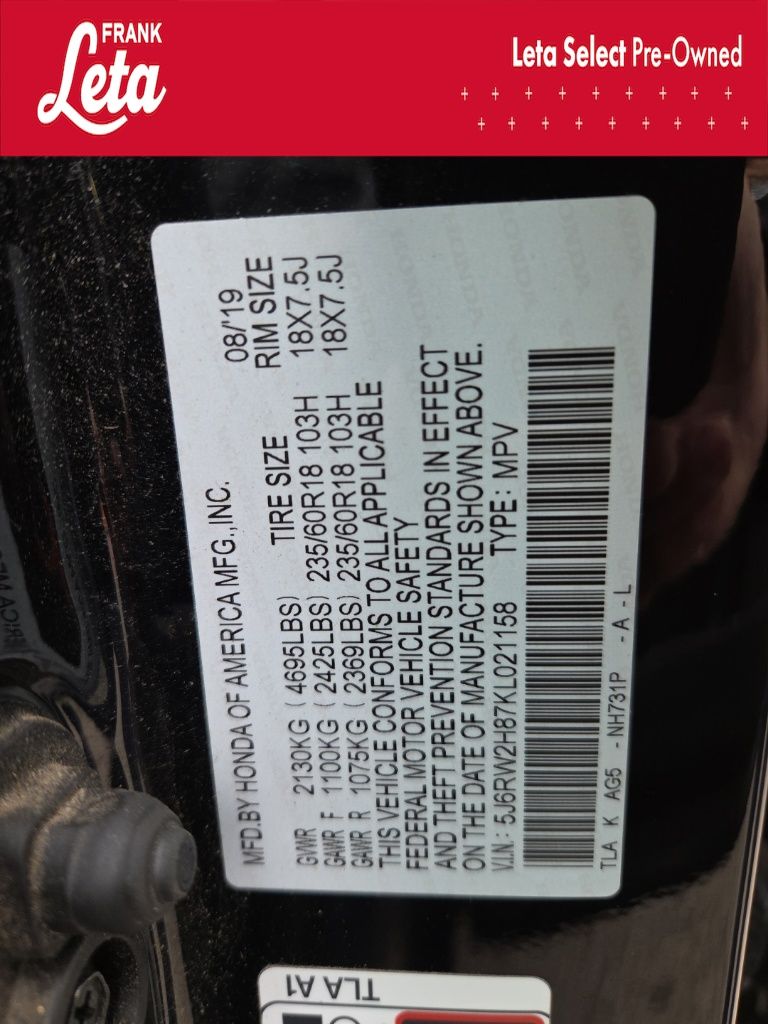 FRANK
Leta
Leta Select Pre-Owned
MFD.BY HONDA OF AMERICA MFG.,INC. 08/'19
TIRE SIZE RIM SIZE
GVWR 2130KG ( 4695LBS)
GAWR F 1100KG ( 2425LBS) 235/60R18 103H 18X7.5J
GAWR R 1075KG ( 2369LBS) 235/60R18 103H 18X7.5J
THIS VEHICLE CONFORMS TO ALL APPLICABLE
FEDERAL MOTOR VEHICLE SAFETY
AND THEFT PREVENTION STANDARDS IN EFFECT
ON THE DATE OF MANUFACTURE SHOWN ABOVE.
V.I.N.: 5J6RW2H87KL021158 TYPE: MPV
TLA K AG5 -NH731P -A-L
TLA A1